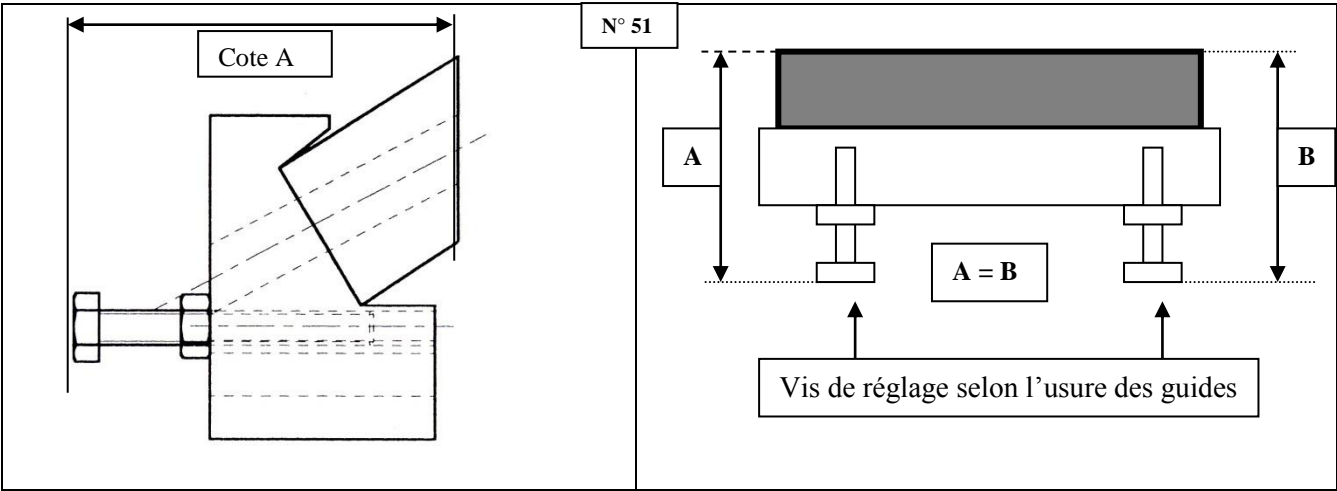 N° 51
Cote A
A
B
A = B
Vis de réglage selon l'usure des guides